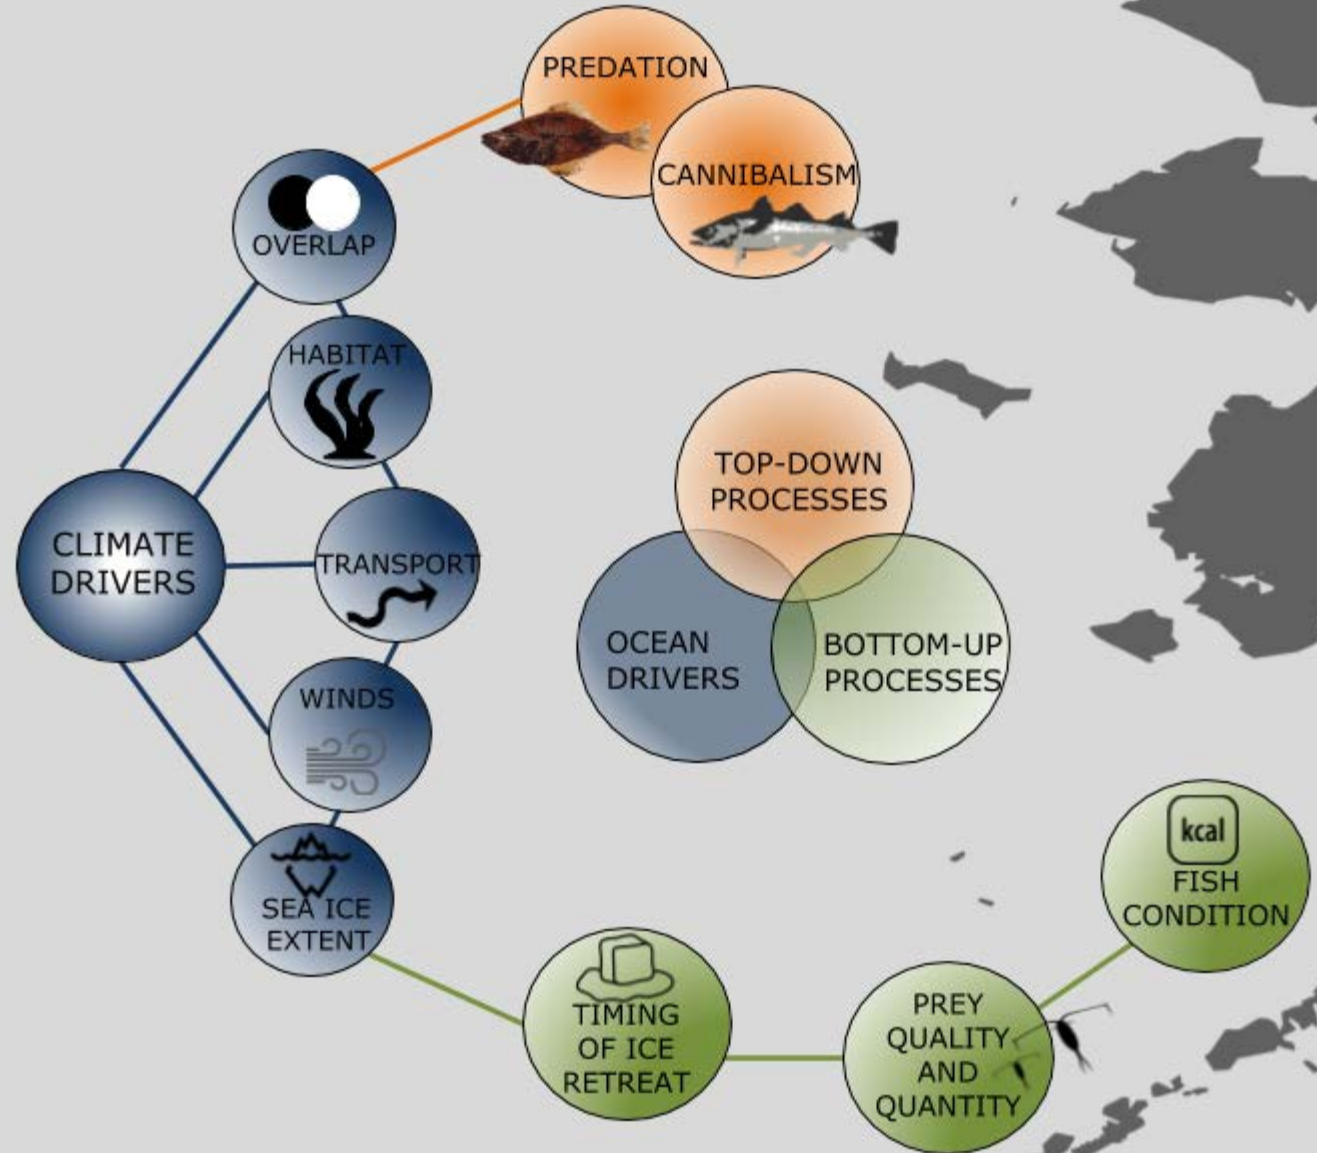 PREDATION
CANNIBALISM
OVERLAP
HABITAT
CLIMATE
DRIVERS
TRANSPORT
WINDS
SEA ICE
EXTENT
TOP-DOWN
PROCESSES
OCEAN
DRIVERS
BOTTOM-UP
PROCESSES
TIMING
OF ICE
RETREAT
PREY
QUALITY
AND
QUANTITY
kcal
FISH
CONDITION